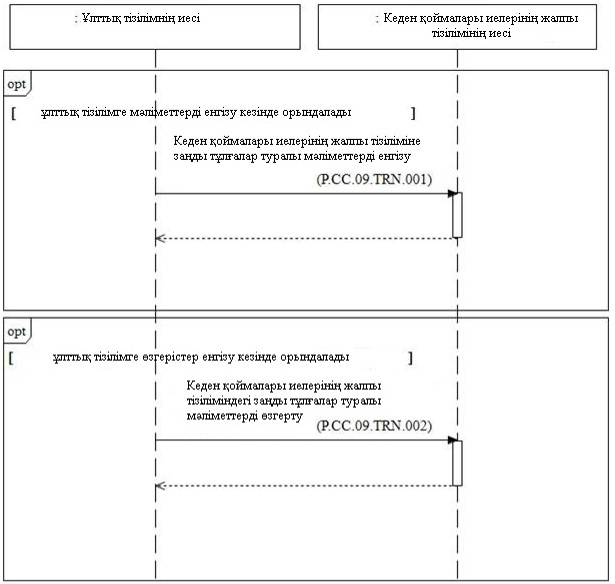 : Ұлттық тізілімнің иесі
: Кеден қоймалары иелерінің жалпы
тізілімінің иесі
opt
[ ұлттық тізілімге мәліметтерді енгізу кезінде орындалады ]
Кеден қоймалары иелерінің жалпы тізіліміне
заңды тұлғалар туралы мәліметтерді енгізу
(P.CC.09.TRN.001)
opt
[ ұлттық тізілімге өзгерістер енгізу кезінде орындалады ]
Кеден қоймалары иелерінің жалпы
тізіліміндегі заңды тұлғалар туралы
мәліметтерді өзгерту
(P.CC.09.TRN.002)